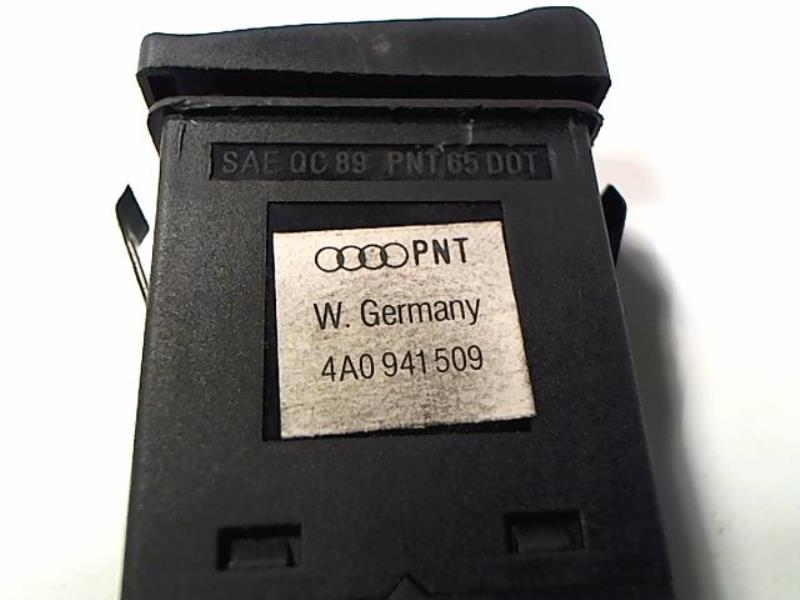 SAE QC 89 PNT 65 DOT
PNT
W. Germany
4A0 941 509